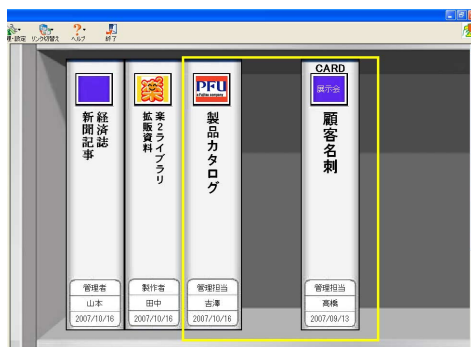 リンク切替え
ヘルプ
終了
経済誌
新聞記事
管理者
山本
2007/10/16
楽2ライブラリ
拡販資料
製作者
田中
2007/10/16
PFU
a Fujitsu company
製品カタログ
管理担当
吉澤
2007/10/16
CARD
展示会
顧客名刺
管理担当
高橋
2007/09/13